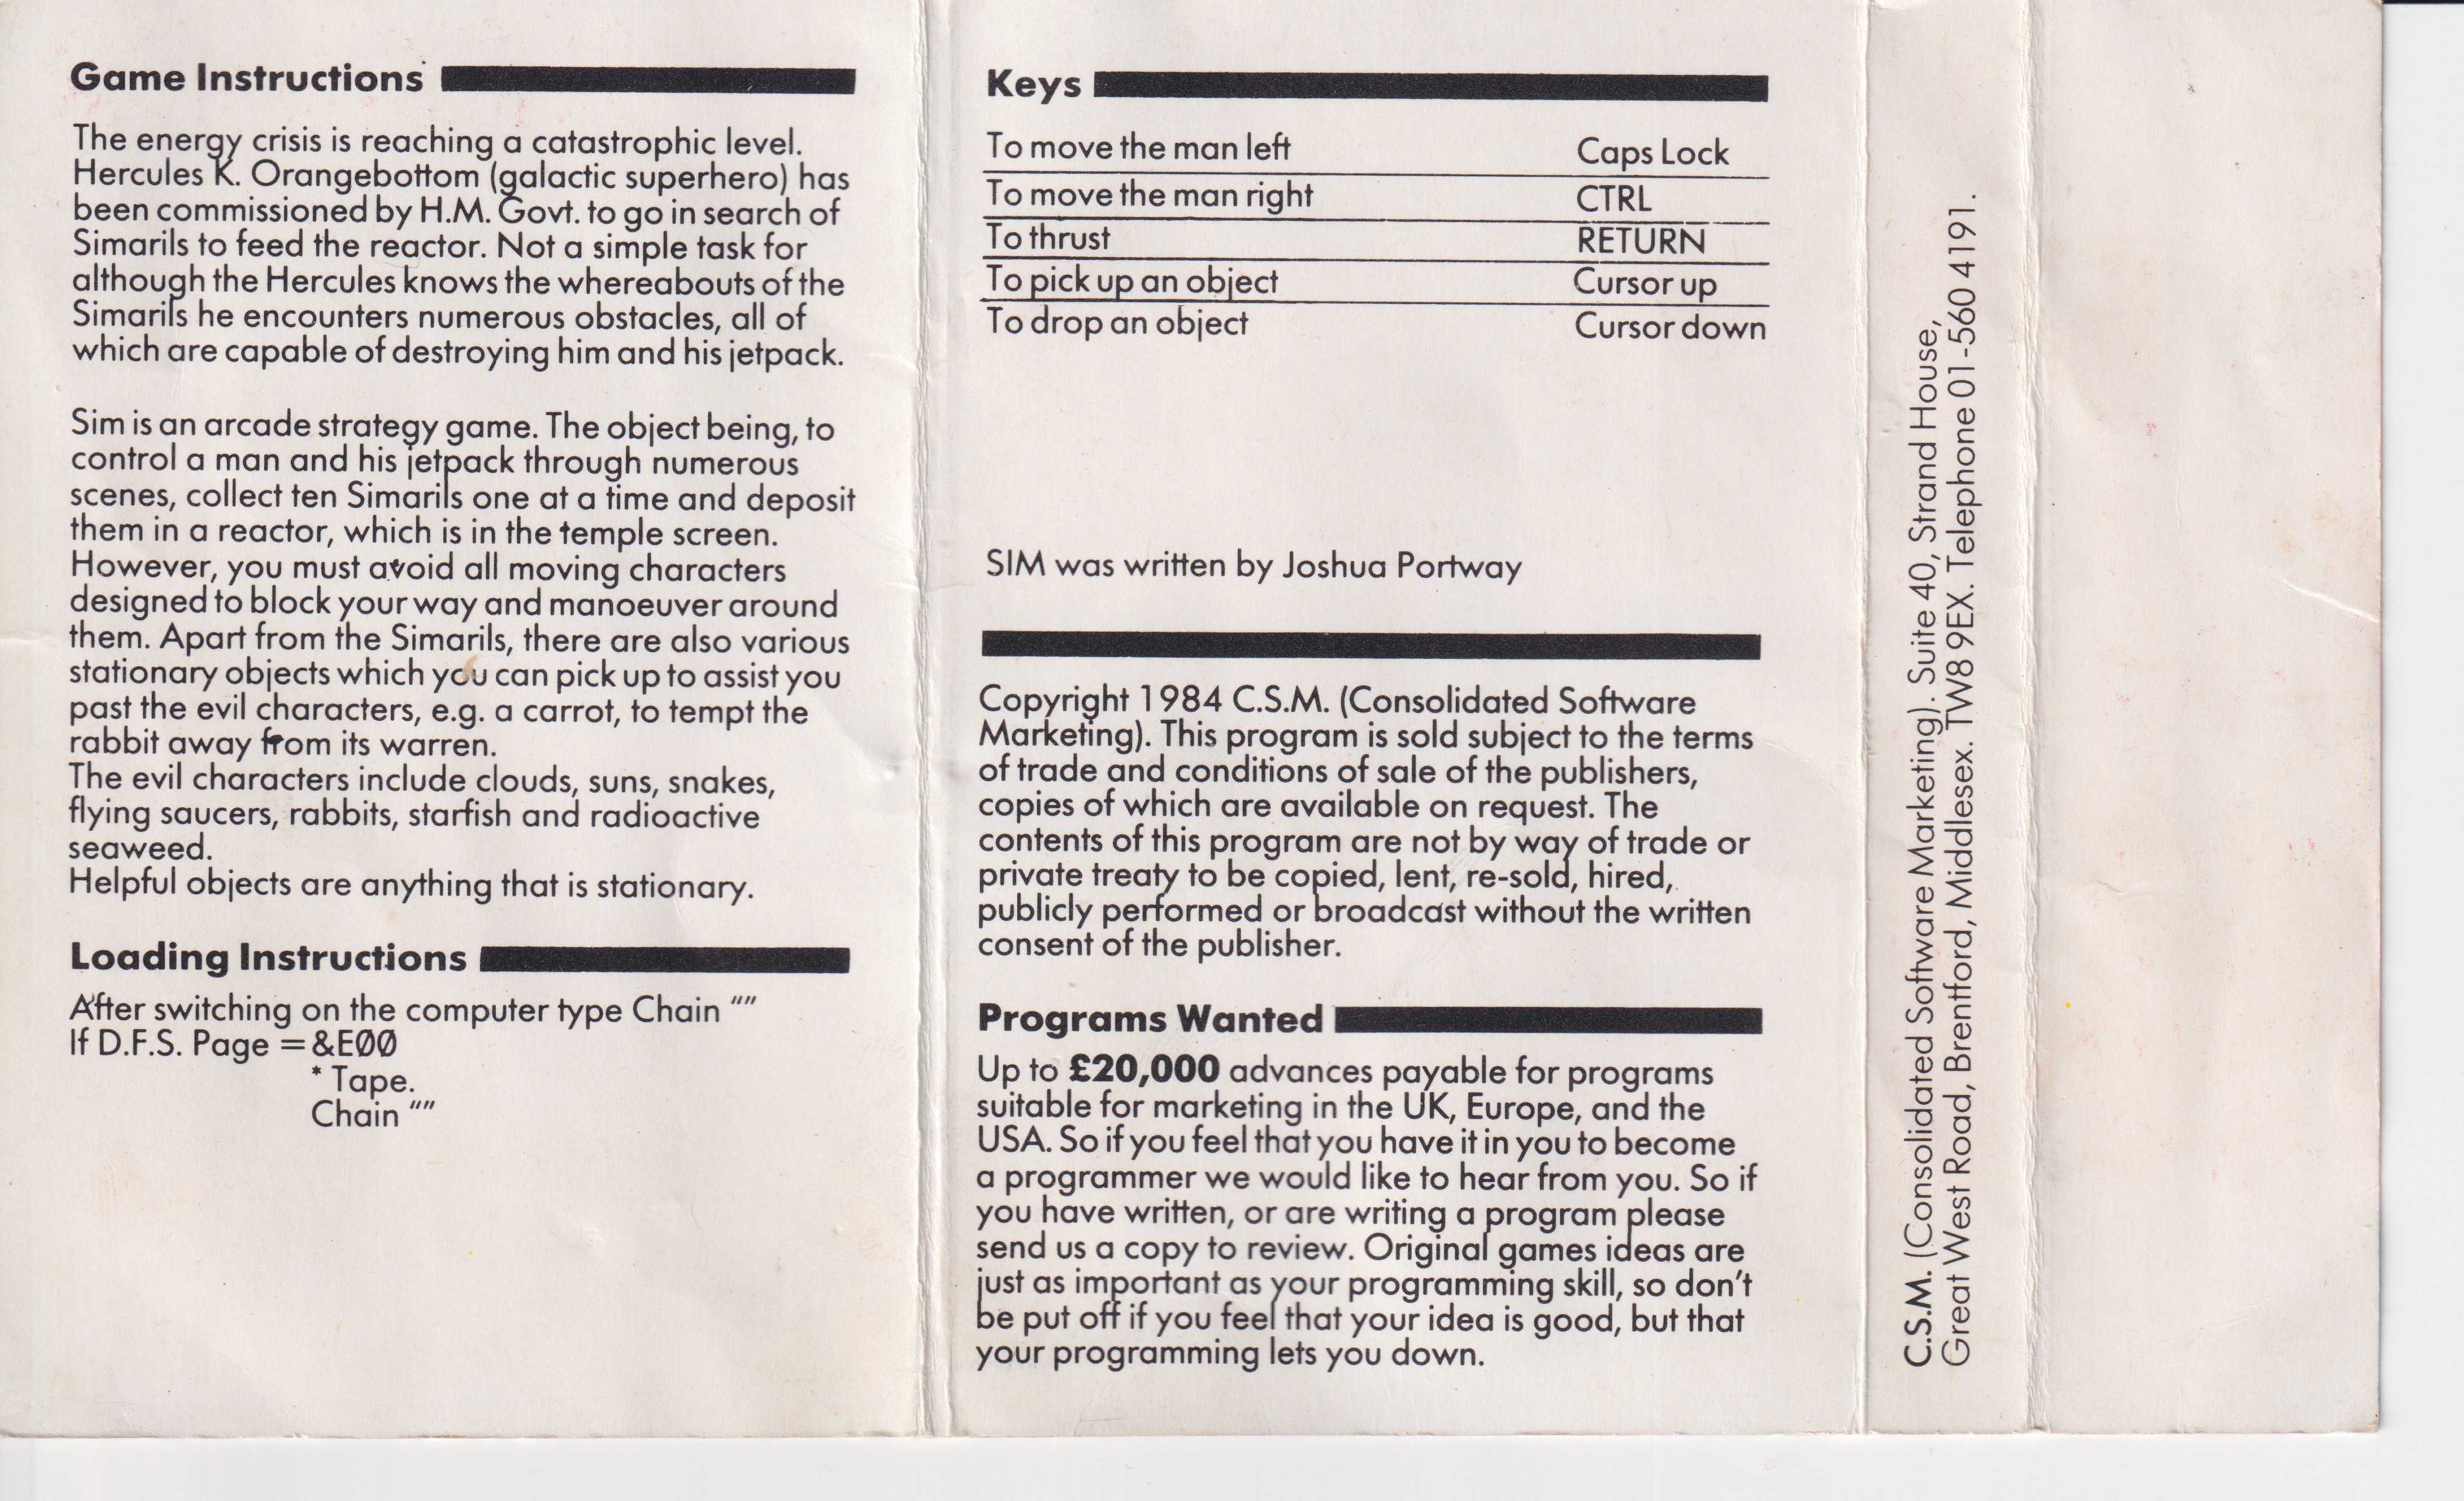 Game Instructions
The energy crisis is reaching a catastrophic level.
Hercules K. Orangebottom (galactic superhero) has
been commissioned by H.M. Govt. to go in search of
Simarils to feed the reactor. Not a simple task for
although the Hercules knows the whereabouts of the
Simarils he encounters numerous obstacles, all of
which are capable of destroying him and his jetpack.
Sim is an arcade strategy game. The object being, to
control a man and his jetpack through numerous
scenes, collect ten Simarils one at a time and deposit
them in a reactor, which is in the temple screen.
However, you must avoid all moving characters
designed to block your way and manoeuver around
them. Apart from the Simarils, there are also various
stationary objects which you can pick up to assist you
past the evil characters, e.g. a carrot, to tempt the
rabbit away from its warren.
The evil characters include clouds, suns, snakes,
flying saucers, rabbits, starfish and radioactive
seaweed.
Helpful objects are anything that is stationary.
Loading Instructions
After switching on the computer type Chain “”
If D.F.S. Page = &E00
* Tape.
Chain “”
Keys
To move the man left Caps Lock
To move the man right CTRL
To thrust RETURN
To pick up an object Cursor up
To drop an object Cursor down
SIM was written by Joshua Portway
Copyright 1984 C.S.M. (Consolidated Software
Marketing). This program is sold subject to the terms
of trade and conditions of sale of the publishers,
copies of which are available on request. The
contents of this program are not by way of trade or
private treaty to be copied, lent, re-sold, hired,
publicly performed or broadcast without the written
consent of the publisher.
Programs Wanted
Up to £20,000 advances payable for programs
suitable for marketing in the UK, Europe, and the
USA. So if you feel that you have it in you to become
a programmer we would like to hear from you. So if
you have written, or are writing a program please
send us a copy to review. Original games ideas are
just as important as your programming skill, so don't
be put off if you feel that your idea is good, but that
your programming lets you down.
C.S.M. (Consolidated Software Marketing). Suite 40, Strand House,
Great West Road, Brentford, Middlesex. TW8 9EX. Telephone 01-560 4191.